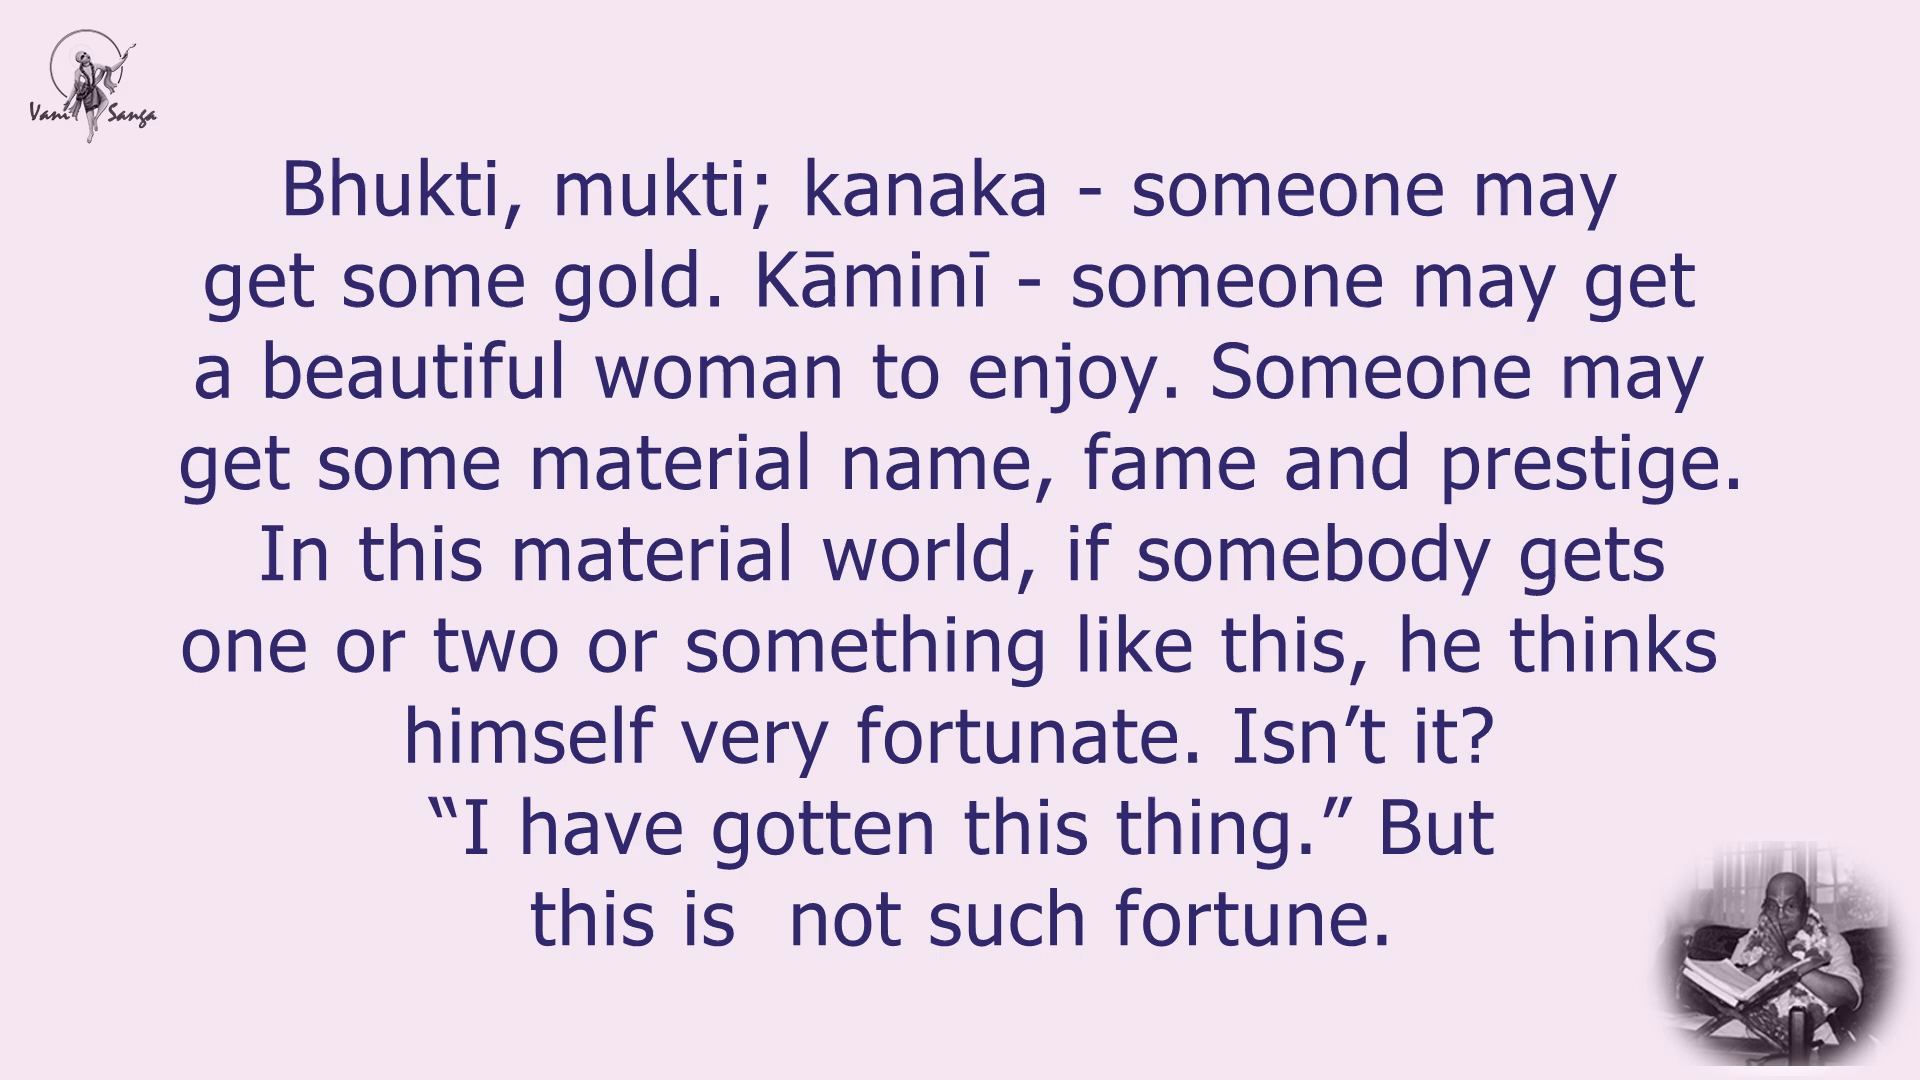 Vani Sanga
Bhukti, mukti; kanaka - someone may
get some gold. Kāminī - someone may get
a beautiful woman to enjoy. Someone may
get some material name, fame and prestige.
In this material world, if somebody gets
one or two or something like this, he thinks
himself very fortunate. Isn’t it?
“I have gotten this thing.” But
this is  not such fortune.